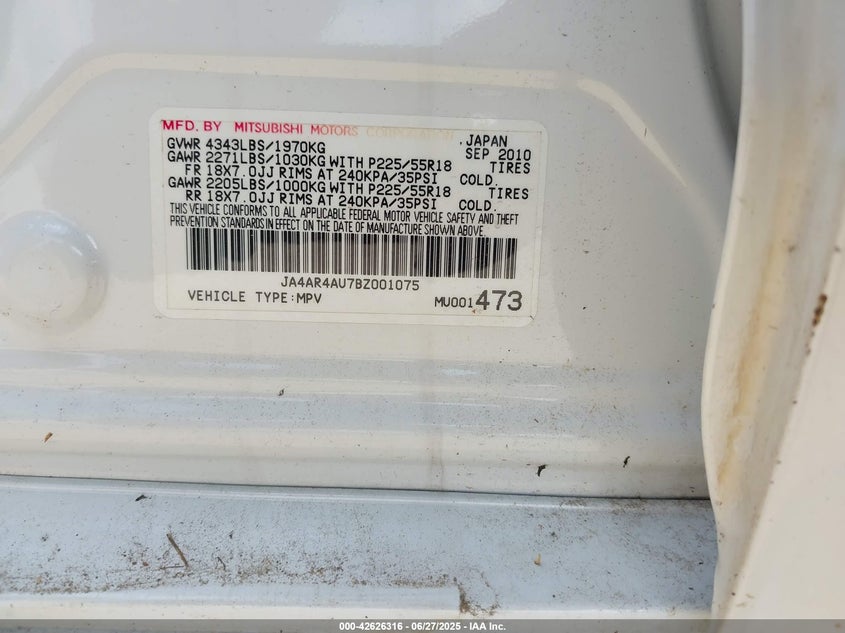 MFD. BY MITSUBISHI MOTORS CORPORATION JAPAN
GVWR 4343LBS/1970KG SEP 2010
GAWR 2271LBS/1030KG WITH P225/55R18 TIRES
FR 18X7.0JJ RIMS AT 240KPA/35PSI COLD.
GAWR 2205LBS/1000KG WITH P225/55R18 TIRES
RR 18X7.0JJ RIMS AT 240KPA/35PSI COLD.
THIS VEHICLE CONFORMS TO ALL APPLICABLE FEDERAL MOTOR VEHICLE SAFETY AND THEFT
PREVENTION STANDARDS IN EFFECT ON THE DATE OF MANUFACTURE SHOWN ABOVE.
JA4AR4AU7BZ001075
VEHICLE TYPE:MPV MU001473
000-42626316 - 06/27/2025 - IAA Inc.